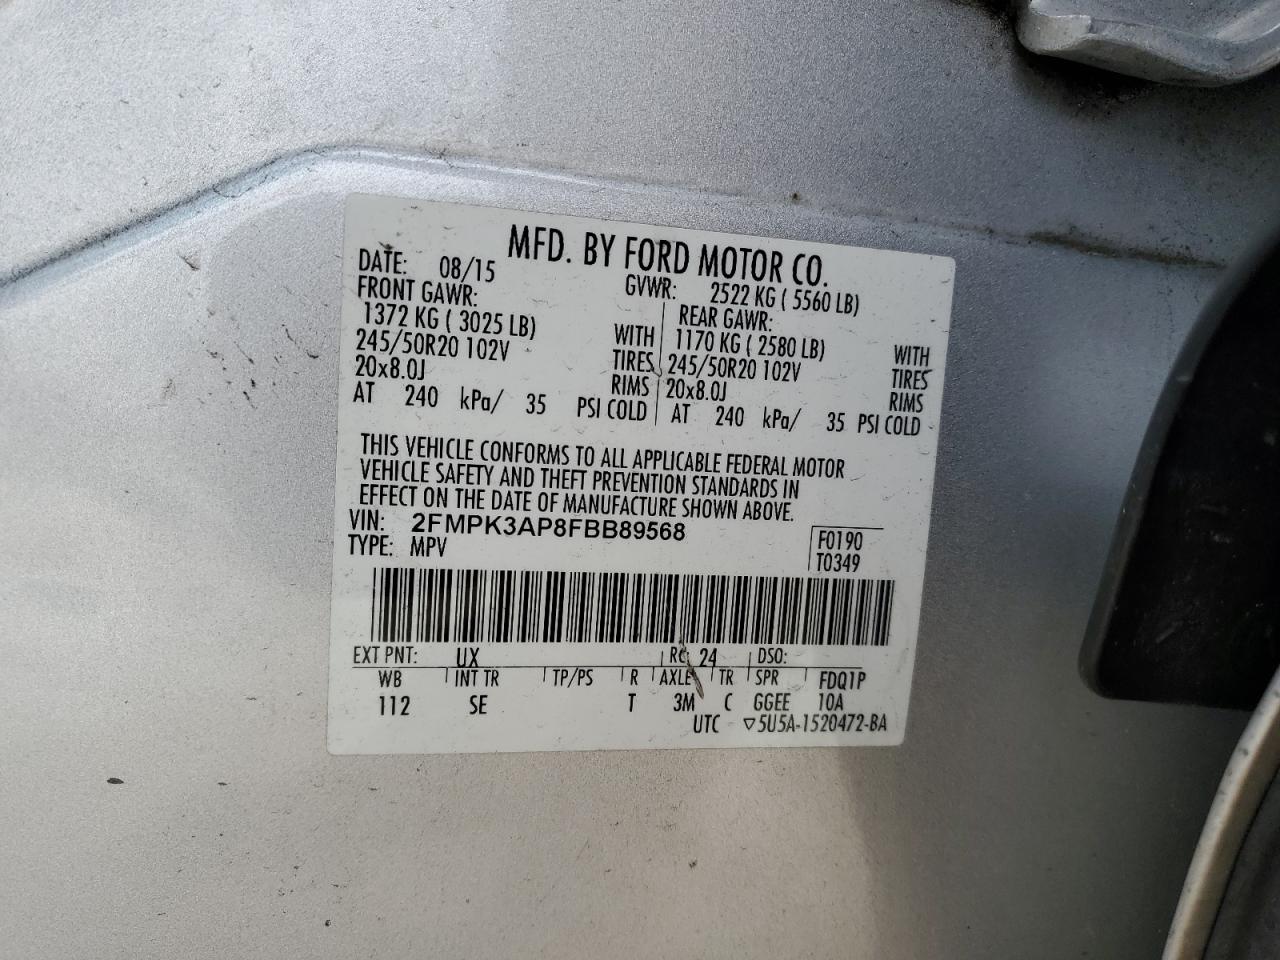 MFD. BY FORD MOTOR CO.
DATE: 08/15 GVWR: 2522 KG ( 5560 LB)
FRONT GAWR: REAR GAWR:
1372 KG ( 3025 LB) WITH 1170 KG ( 2580 LB) WITH
245/50R20 102V TIRES 245/50R20 102V TIRES
20x8.0J RIMS 20x8.0J RIMS
AT 240 kPa/ 35 PSI COLD AT 240 kPa/ 35 PSI COLD
THIS VEHICLE CONFORMS TO ALL APPLICABLE FEDERAL MOTOR
VEHICLE SAFETY AND THEFT PREVENTION STANDARDS IN
EFFECT ON THE DATE OF MANUFACTURE SHOWN ABOVE.
VIN: 2FMPK3AP8FBB89568 F0190
TYPE: MPV T0349
EXT PNT: UX RC: 24 DSO:
WB INT TR TP/PS R AXLE TR SPR FDQ1P
112 SE T 3M C GGEE 10A
UTC ▽5U5A-1520472-BA